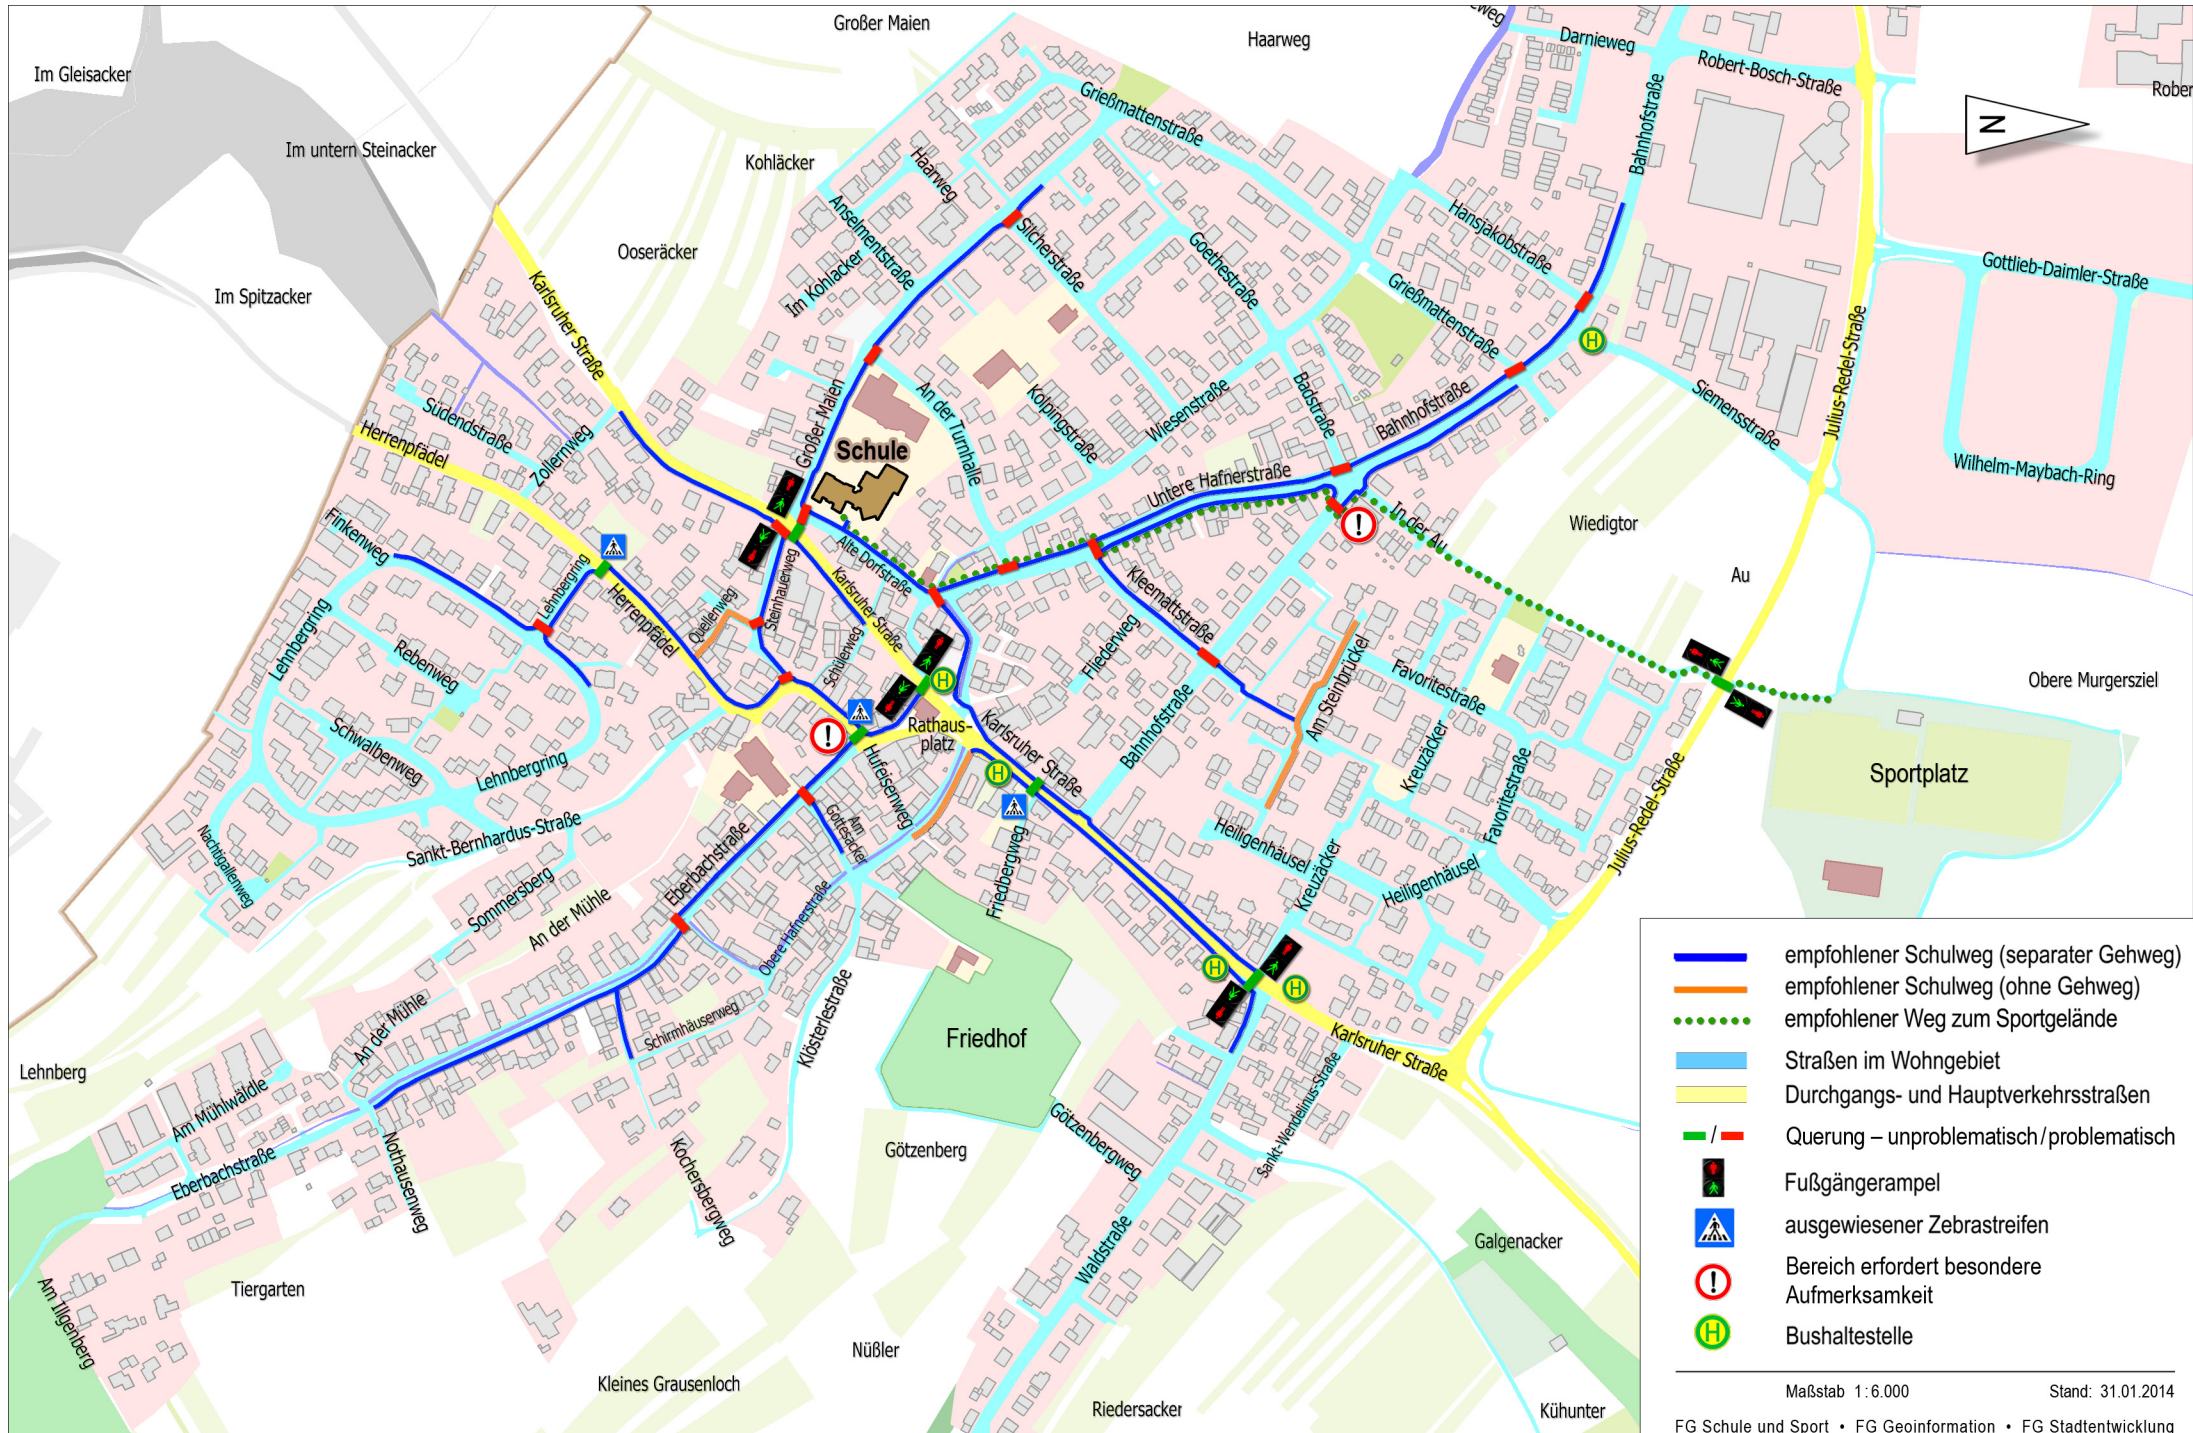 Großer Maien
Haarweg
Darnieweg
Robert-Bosch-Straße
Im Gleisacker
Im untern Steinacker
Kohläcker
Grießmattenstraße
Bahnhofstraße
N
Haarweg
Anselmentstraße
Im Kohlacker
Silcherstraße
Goethestraße
Hansjakobstraße
Gottlieb-Daimler-Straße
Ooseräcker
Im Spitzacker
Karlsruher Straße
Grießmattenstraße
Julius-Redel-Straße
H
Südendstraße
Zollernweg
Herrenpfädel
Großer Maien
An der Turnhalle
Kolpingstraße
Wiesenstraße
Badstraße
Bahnhofstraße
Siemensstraße
Wilhelm-Maybach-Ring
Schule
Untere Hafnerstraße
In der Au
Wiedigtor
Au
Finkenweg
Lehnbergring
Herrenpfädel
Quellenweg
Steinhauerweg
Alte Dorfstraße
Karlsruher Straße
Schülerweg
Kleemattstraße
Fliederweg
Am Steinbrückel
Favoritestraße
Obere Murgersziel
Lehnbergring
Rebenweg
Schwalbenweg
Lehnbergring
Nachtigallenweg
Sankt-Bernhardus-Straße
H
Rathaus-
platz
Karlsruher Straße
H
Bahnhofstraße
Kreuzäcker
Favoritestraße
Julius-Redel-Straße
Sportplatz
Hufeisenweg
Am
Gottesacker
Eberbachstraße
Obere Hafnerstraße
Friedbergweg
Heiligenhäusel
Kreuzäcker
Heiligenhäusel
Sommersberg
An der Mühle
H
H
Friedhof
Klösterlestraße
Schirmhäuserweg
An der Mühle
Karlsruher Straße
Lehnberg
Am Mühlwäldle
Eberbachstraße
Nothausenweg
Kochersbergweg
Götzenberg
Götzenbergweg
Sankt-Wendelinus-Straße
Waldstraße
Galgenacker
Am Illgenberg
Tiergarten
Nüßler
Kleines Grausenloch
Riedersacker
Kühunter
empfohlener Schulweg (separater Gehweg)
empfohlener Schulweg (ohne Gehweg)
empfohlener Weg zum Sportgelände
Straßen im Wohngebiet
Durchgangs- und Hauptverkehrsstraßen
/ Querung – unproblematisch/problematisch
Fußgängerampel
ausgewiesener Zebrastreifen
! Bereich erfordert besondere
Aufmerksamkeit
H Bushaltestelle
Maßstab 1:6.000 Stand: 31.01.2014
FG Schule und Sport • FG Geoinformation • FG Stadtentwicklung